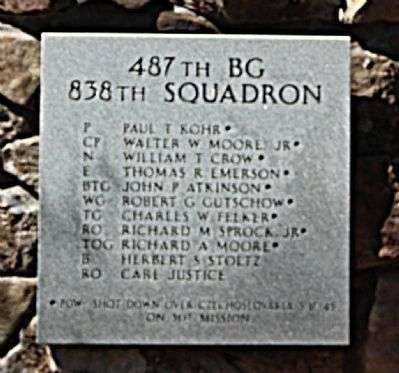 487TH BG
838TH SQUADRON
P PAUL T KOHR •
CP WALTER W MOORE, JR •
N WILLIAM T CROW •
E THOMAS R EMERSON •
BTG JOHN P ATKINSON •
WG ROBERT G GUTSCHOW •
TG CHARLES W FELKER •
RO RICHARD M SPROCK, JR •
TOG RICHARD A MOORE •
B HERBERT S STOLTZ
RO CARL JUSTICE
• POW SHOT DOWN OVER CZECHOSLOVAKIA
ON MISSION